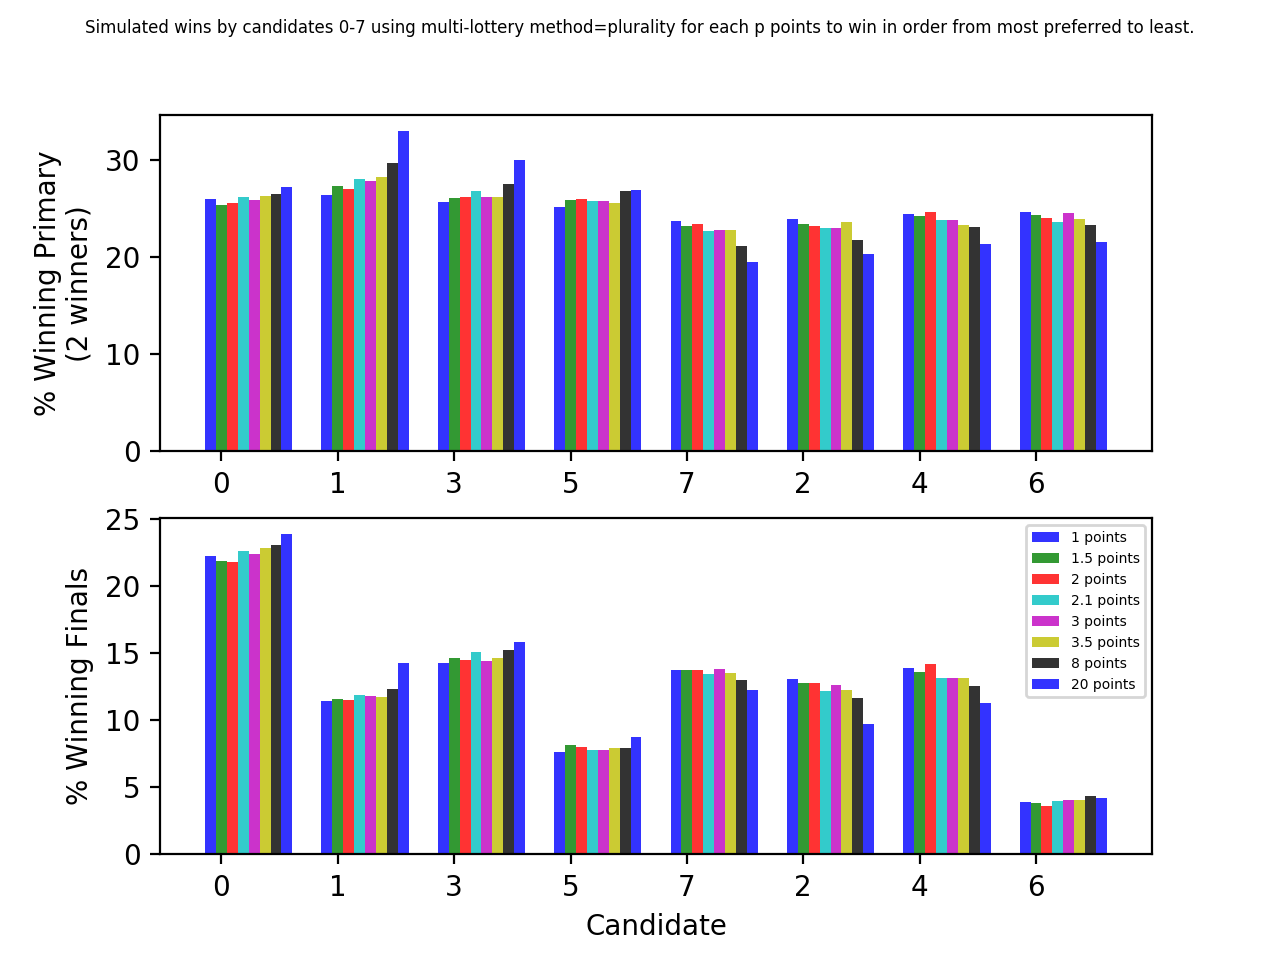 Simulated wins by candidates 0-7 using multi-lottery method=plurality for each p points to win in order from most preferred to least.
% Winning Primary
(2 winners)
30
20
10
0
0 1 3 5 7 2 4 6
% Winning Finals
25
20
15
10
5
0
1 points
1.5 points
2 points
2.1 points
3 points
3.5 points
8 points
20 points
0 1 3 5 7 2 4 6
Candidate